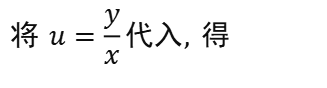 将 u = y/x 代入, 得